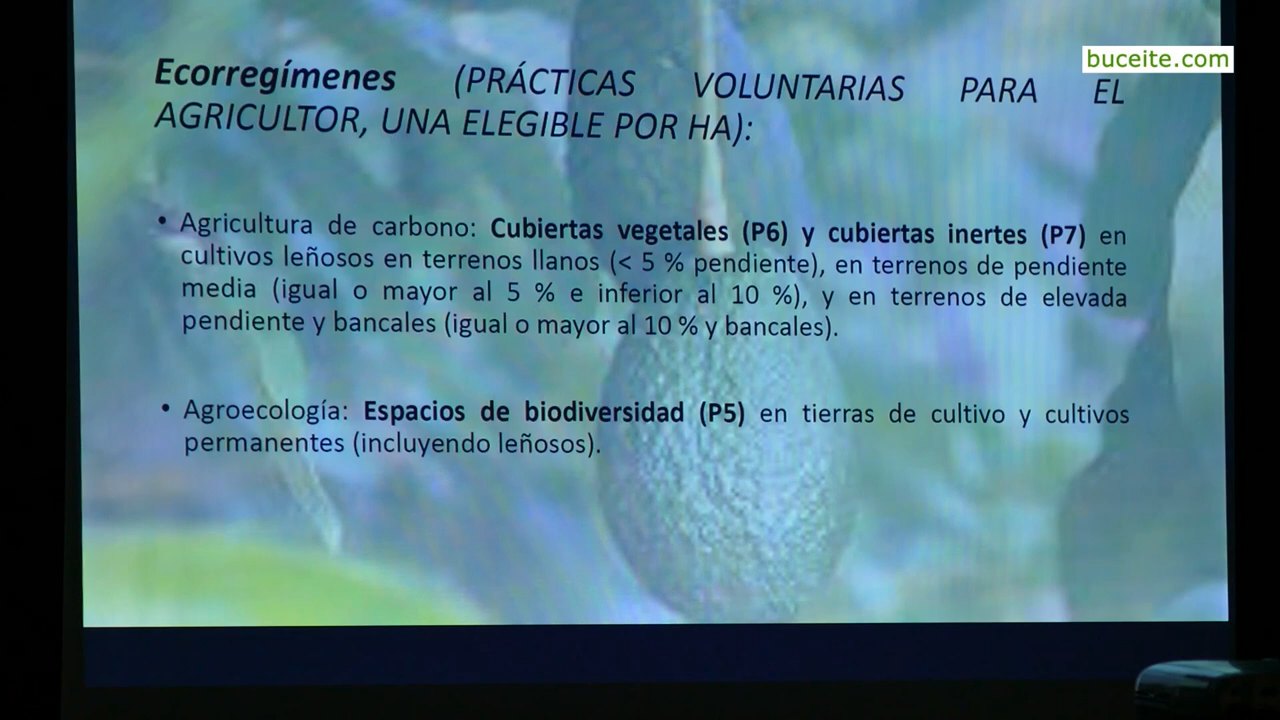 buceite.com
Ecorregímenes (PRÁCTICAS VOLUNTARIAS PARA EL
AGRICULTOR, UNA ELEGIBLE POR HA):
• Agricultura de carbono: Cubiertas vegetales (P6) y cubiertas inertes (P7) en
cultivos leñosos en terrenos llanos (< 5 % pendiente), en terrenos de pendiente
media (igual o mayor al 5 % e inferior al 10 %), y en terrenos de elevada
pendiente y bancales (igual o mayor al 10 % y bancales).
• Agroecología: Espacios de biodiversidad (P5) en tierras de cultivo y cultivos
permanentes (incluyendo leñosos).